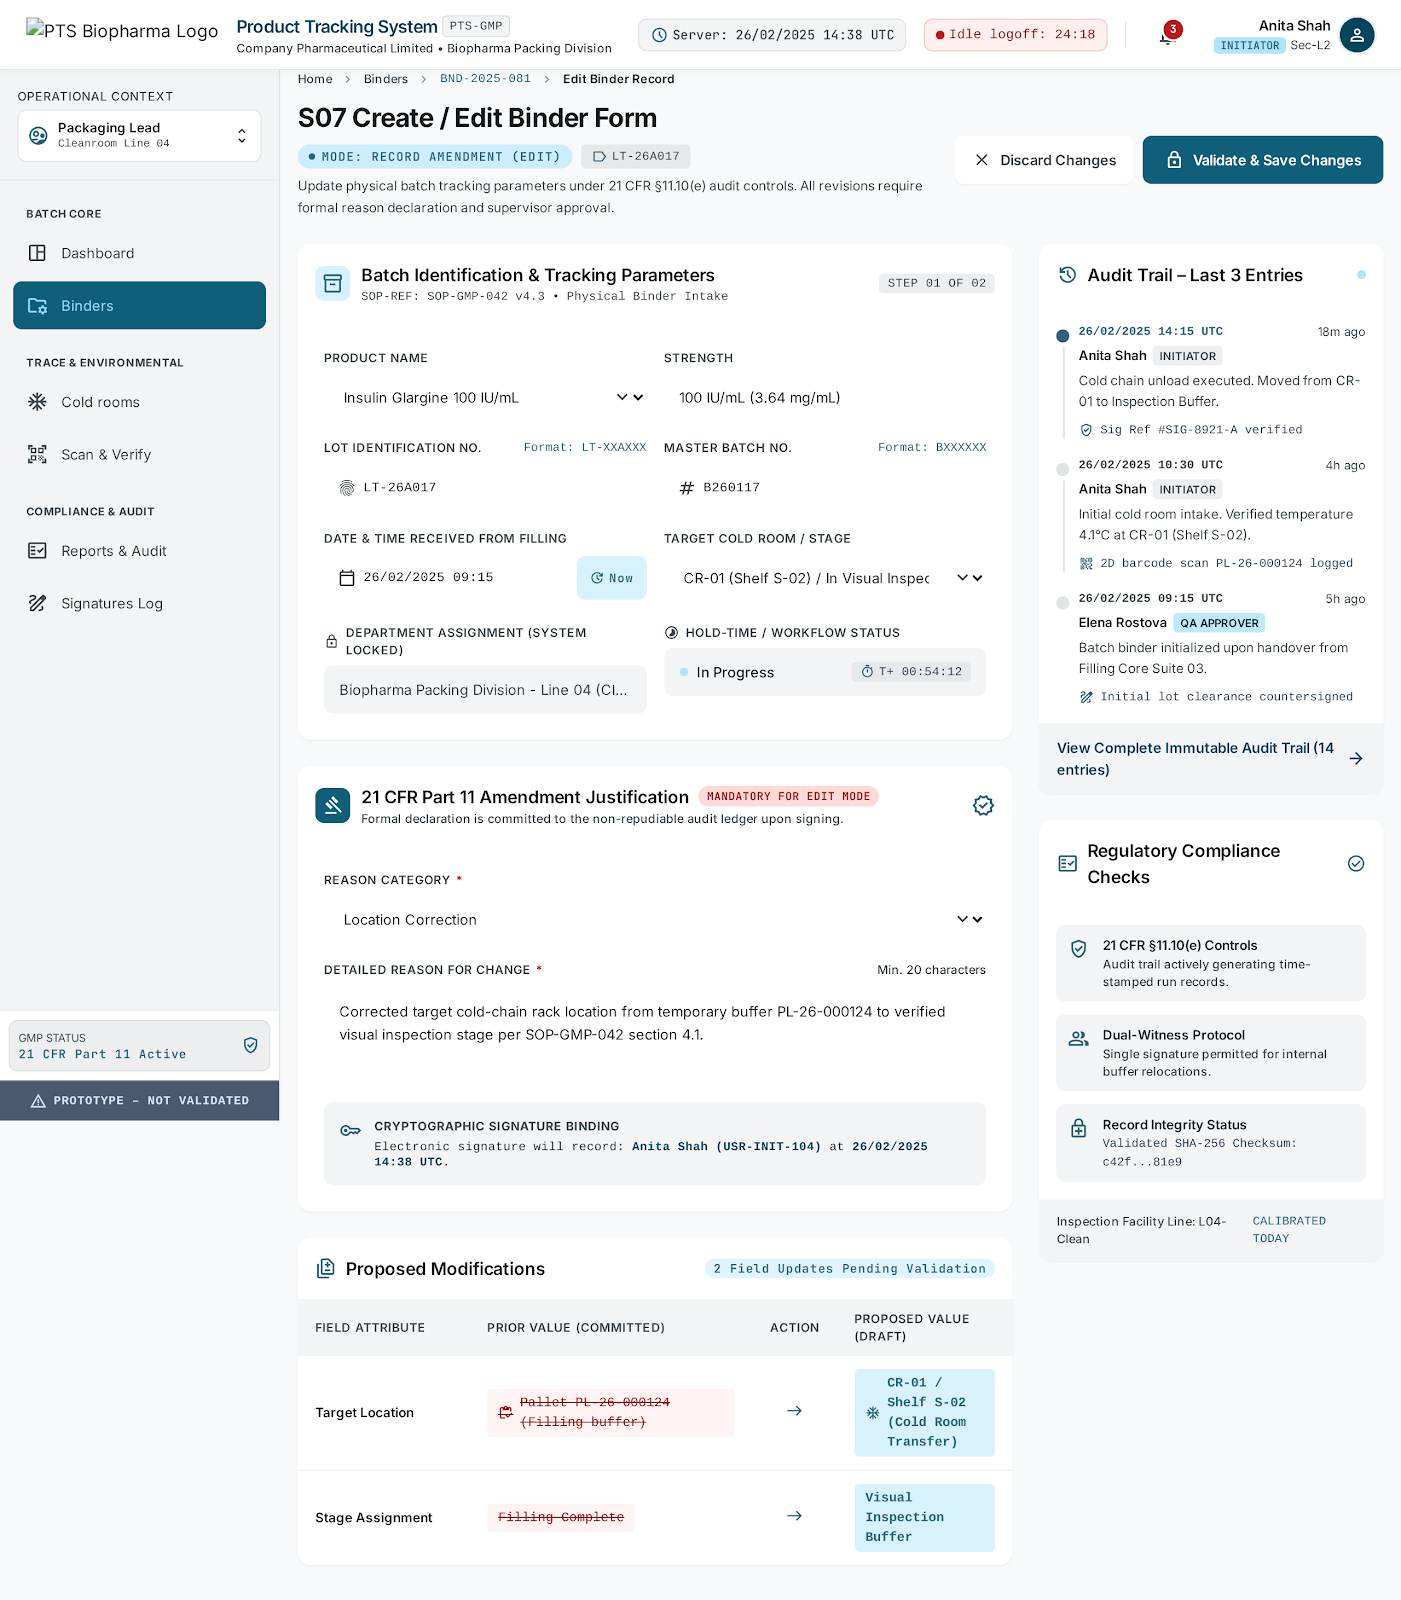 PTS Biopharma Logo
Product Tracking System PTS-GMP
Company Pharmaceutical Limited • Biopharma Packing Division
Server: 26/02/2025 14:38 UTC
Idle logoff: 24:18
3
Anita Shah
INITIATOR Sec-L2
OPERATIONAL CONTEXT
Packaging Lead
Cleanroom Line 04
BATCH CORE
Dashboard
Binders
TRACE & ENVIRONMENTAL
Cold rooms
Scan & Verify
COMPLIANCE & AUDIT
Reports & Audit
Signatures Log
GMP STATUS
21 CFR Part 11 Active
PROTOTYPE – NOT VALIDATED
Home > Binders > BND-2025-081 > Edit Binder Record
S07 Create / Edit Binder Form
MODE: RECORD AMENDMENT (EDIT) LT-26A017
Update physical batch tracking parameters under 21 CFR §11.10(e) audit controls. All revisions require
formal reason declaration and supervisor approval.
Discard Changes
Validate & Save Changes
Batch Identification & Tracking Parameters
SOP-REF: SOP-GMP-042 v4.3 • Physical Binder Intake
STEP 01 OF 02
PRODUCT NAME
Insulin Glargine 100 IU/mL
STRENGTH
100 IU/mL (3.64 mg/mL)
LOT IDENTIFICATION NO. Format: LT-XXAXXX
LT-26A017
MASTER BATCH NO. Format: BXXXXXX
B260117
DATE & TIME RECEIVED FROM FILLING
26/02/2025 09:15
Now
TARGET COLD ROOM / STAGE
CR-01 (Shelf S-02) / In Visual Inspec
DEPARTMENT ASSIGNMENT (SYSTEM
LOCKED)
Biopharma Packing Division - Line 04 (Cl...
HOLD-TIME / WORKFLOW STATUS
In Progress
T+ 00:54:12
21 CFR Part 11 Amendment Justification MANDATORY FOR EDIT MODE
Formal declaration is committed to the non-repudiable audit ledger upon signing.
REASON CATEGORY *
Location Correction
DETAILED REASON FOR CHANGE * Min. 20 characters
Corrected target cold-chain rack location from temporary buffer PL-26-000124 to verified
visual inspection stage per SOP-GMP-042 section 4.1.
CRYPTOGRAPHIC SIGNATURE BINDING
Electronic signature will record: Anita Shah (USR-INIT-104) at 26/02/2025
14:38 UTC.
Proposed Modifications
2 Field Updates Pending Validation
FIELD ATTRIBUTE PRIOR VALUE (COMMITTED) ACTION PROPOSED VALUE
(DRAFT)
Target Location
Pallet PL-26-000124
(Filling buffer)
CR-01 /
Shelf S-02
(Cold Room
Transfer)
Stage Assignment
Filling Complete
Visual
Inspection
Buffer
Audit Trail – Last 3 Entries
26/02/2025 14:15 UTC 18m ago
Anita Shah INITIATOR
Cold chain unload executed. Moved from CR-
01 to Inspection Buffer.
Sig Ref #SIG-8921-A verified
26/02/2025 10:30 UTC 4h ago
Anita Shah INITIATOR
Initial cold room intake. Verified temperature
4.1°C at CR-01 (Shelf S-02).
2D barcode scan PL-26-000124 logged
26/02/2025 09:15 UTC 5h ago
Elena Rostova QA APPROVER
Batch binder initialized upon handover from
Filling Core Suite 03.
Initial lot clearance countersigned
View Complete Immutable Audit Trail (14
entries)
Regulatory Compliance
Checks
21 CFR §11.10(e) Controls
Audit trail actively generating time-
stamped run records.
Dual-Witness Protocol
Single signature permitted for internal
buffer relocations.
Record Integrity Status
Validated SHA-256 Checksum:
c42f...81e9
Inspection Facility Line: L04-
Clean
CALIBRATED
TODAY